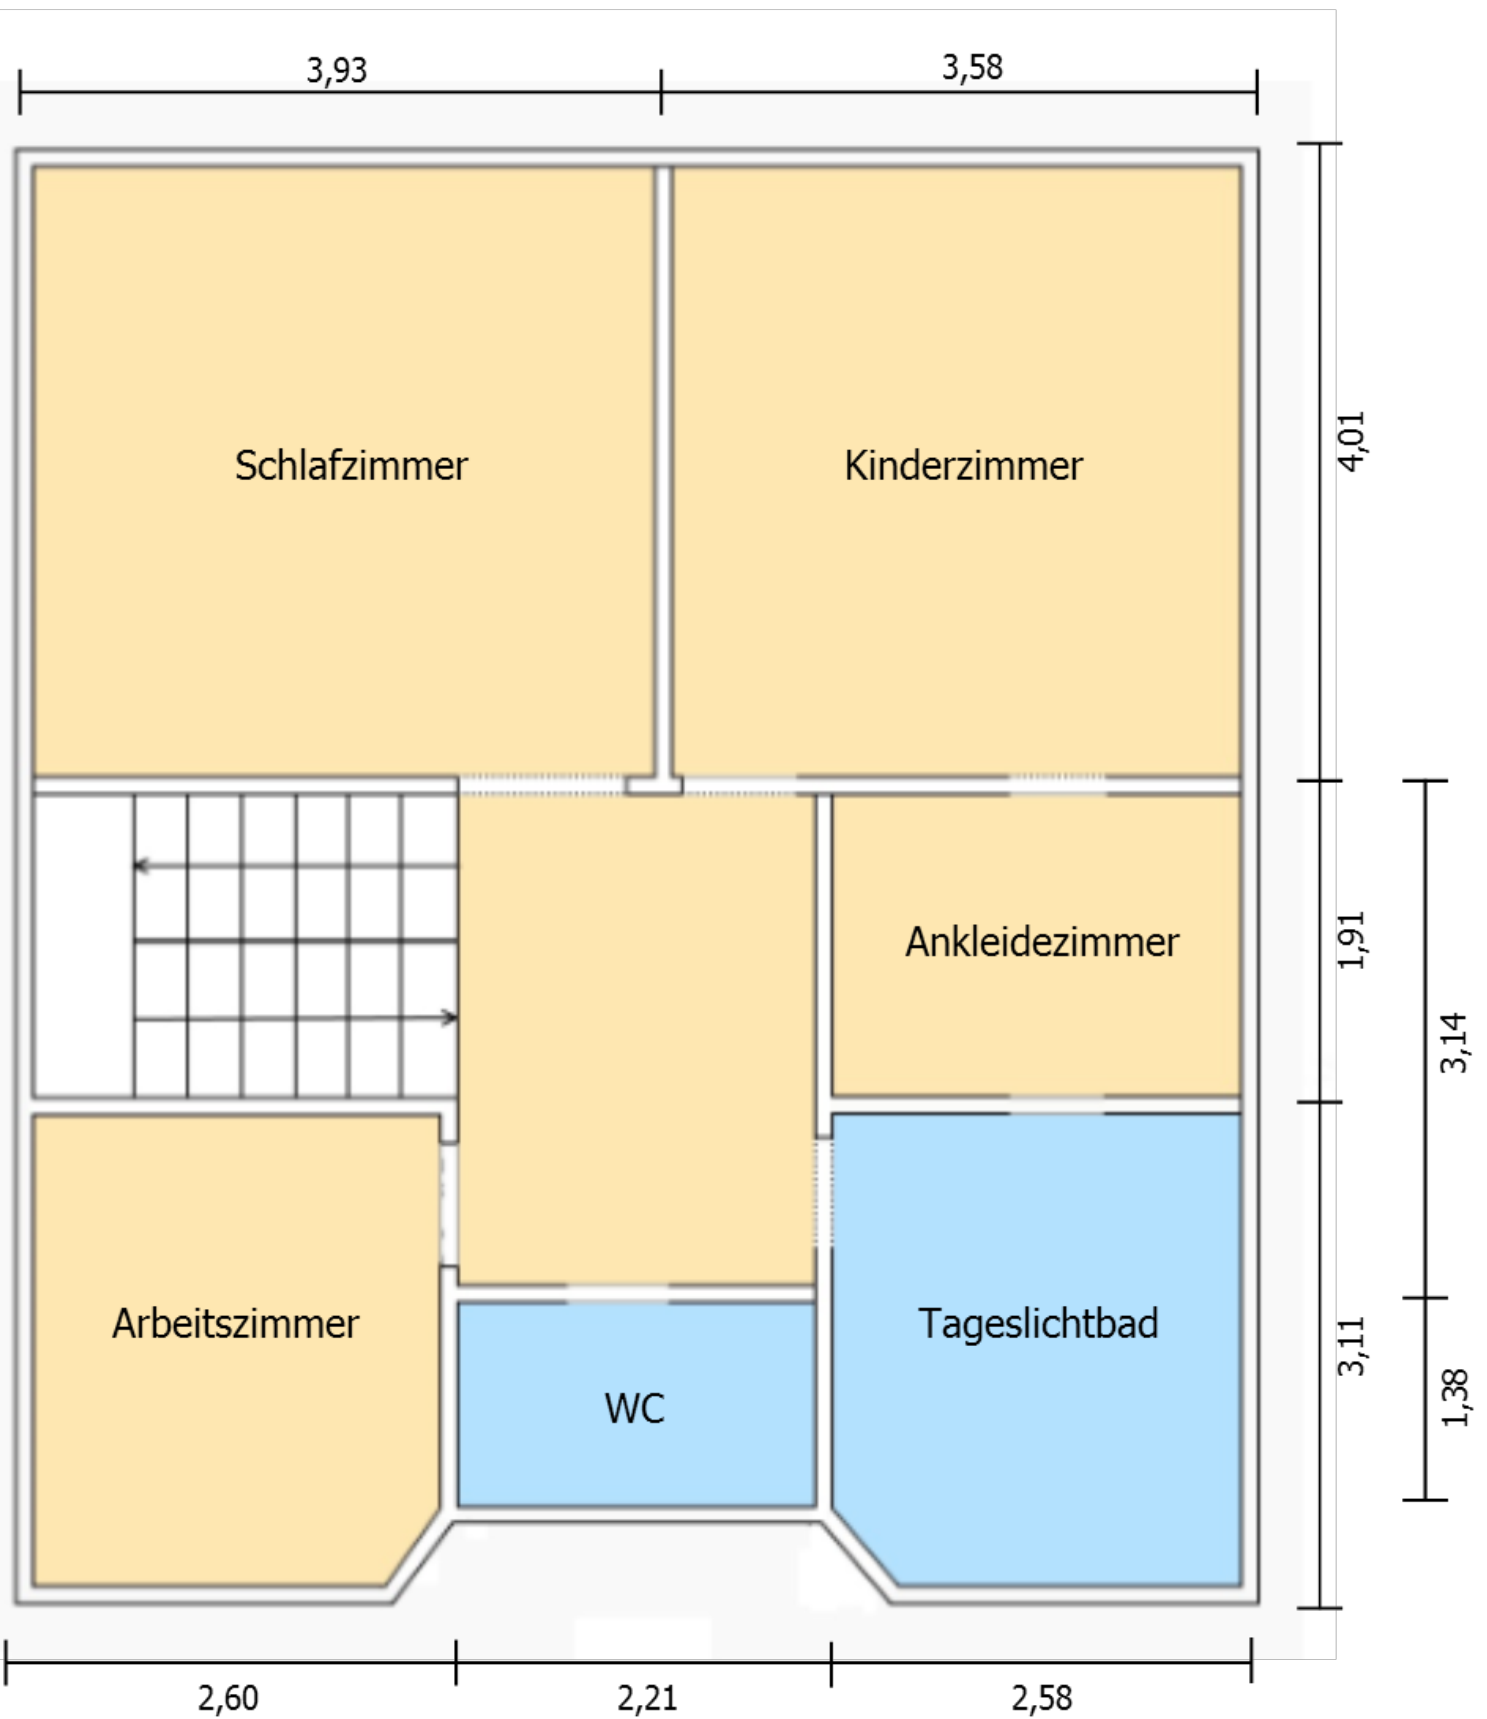 3,93
3,58
Schlafzimmer
Kinderzimmer
4,01
Ankleidezimmer
1,91
3,14
Arbeitszimmer
Tageslichtbad
3,11
WC
1,38
2,60
2,21
2,58